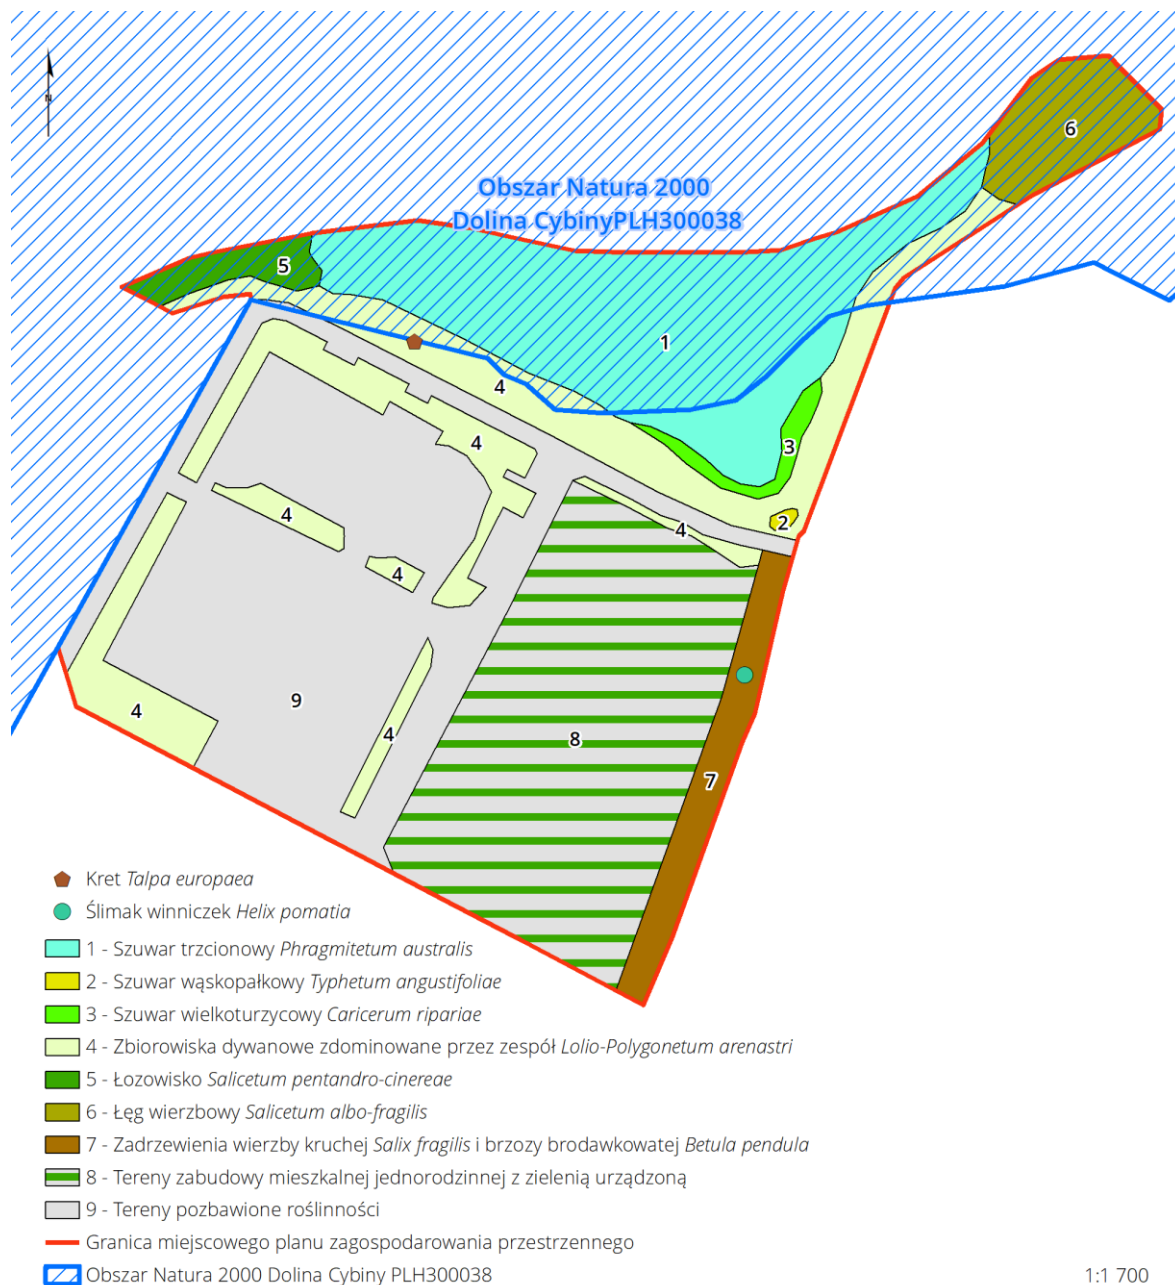 N
Obszar Natura 2000
Dolina CybinyPLH300038
6
5
1
4
4
3
4
2
4
4
9
4
4
8
7
Kret Talpa europaea
Ślimak winniczek Helix pomatia
1 - Szuwar trzcionowy Phragmitetum australis
2 - Szuwar wąskopałkowy Typhetum angustifoliae
3 - Szuwar wielkoturzycowy Caricerum ripariae
4 - Zbiorowiska dywanowe zdominowane przez zespół Lolio-Polygonetum arenastri
5 - Łozowisko Salicetum pentandro-cinereae
6 - Łęg wierzbowy Salicetum albo-fragilis
7 - Zadrzewienia wierzby kruchej Salix fragilis i brzozy brodawkowatej Betula pendula
8 - Tereny zabudowy mieszkalnej jednorodzinnej z zielenią urządzoną
9 - Tereny pozbawione roślinności
Granica miejscowego planu zagospodarowania przestrzennego
Obszar Natura 2000 Dolina Cybiny PLH300038
1:1 700